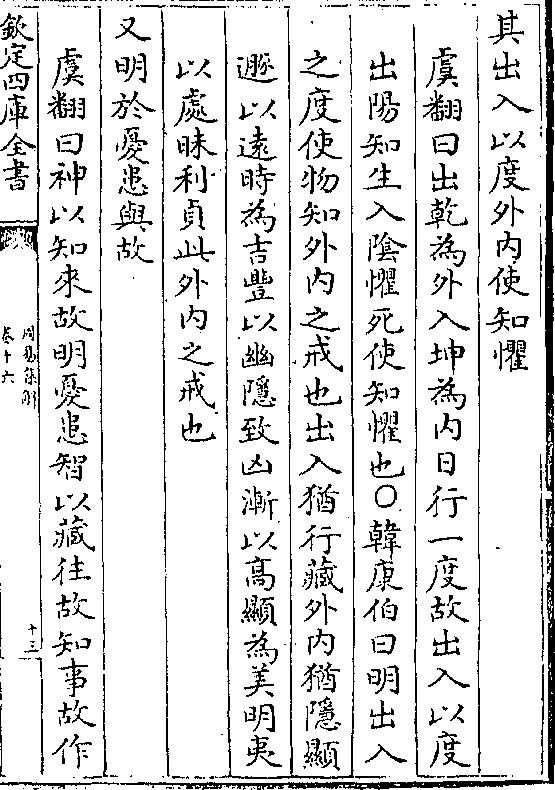 其出入以度外内使知懼
虞翻曰出乾為外入坤為内日行一度故出入以度
出陽知生入陰懼死使知懼也○韓康伯曰明出入
之度使物知外内之戒也出入猶行藏外内猶隱顯
遯以遠時為吉豐以幽隱致凶漸以高顯為美明夷
以處昧利貞此外内之戒也
又明於憂患與故
虞翻曰神以知來故明憂患智以藏往故知事故作
欽定四庫全書
周易集解
卷十六
十三